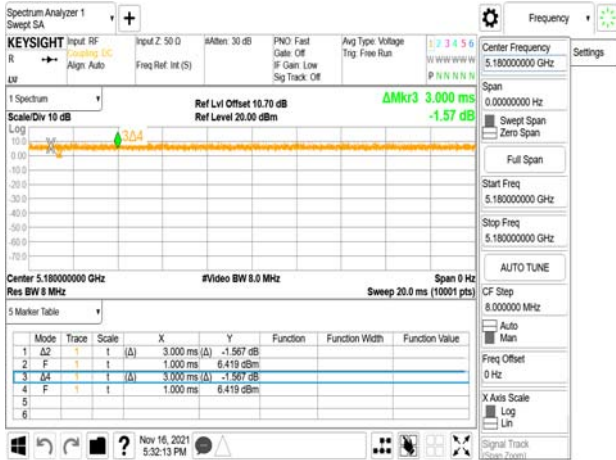 Spectrum Analyzer 1
Swept SA
Frequency
KEYSIGHT
R
Input: RF
Coupling: DC
Align: Auto
Input Z: 50 Ω
Freq Ref: Int (S)
#Atten: 30 dB
PNO: Fast
Gate: Off
IF Gain: Low
Sig Track: Off
Avg Type: Voltage
Trig: Free Run
1 2 3 4 5 6
W W W W W W
P N N N N N
1 Spectrum
Scale/Div 10 dB
Ref Lvl Offset 10.70 dB
Ref Level 20.00 dBm
ΔMkr3 3.000 ms
-1.57 dB
Log
10.0
0.00
-10.0
-20.0
-30.0
-40.0
-50.0
-60.0
-70.0
3Δ4
Center 5.180000000 GHz
Res BW 8 MHz
#Video BW 8.0 MHz
Span 0 Hz
Sweep 20.0 ms (10001 pts)
5 Marker Table
Mode Trace Scale X Y Function Function Width Function Value
1 Δ2 1 t (Δ) 3.000 ms (Δ) -1.567 dB
2 F 1 t 1.000 ms 6.419 dBm
3 Δ4 1 t (Δ) 3.000 ms (Δ) -1.567 dB
4 F 1 t 1.000 ms 6.419 dBm
5
6
Nov 16, 2021
5:32:13 PM
Center Frequency
5.180000000 GHz
Settings
Span
0.00000000 Hz
Swept Span
Zero Span
Full Span
Start Freq
5.180000000 GHz
Stop Freq
5.180000000 GHz
AUTO TUNE
CF Step
8.000000 MHz
Auto
Man
Freq Offset
0 Hz
X Axis Scale
Log
Lin
Signal Track
(Span Zoom)